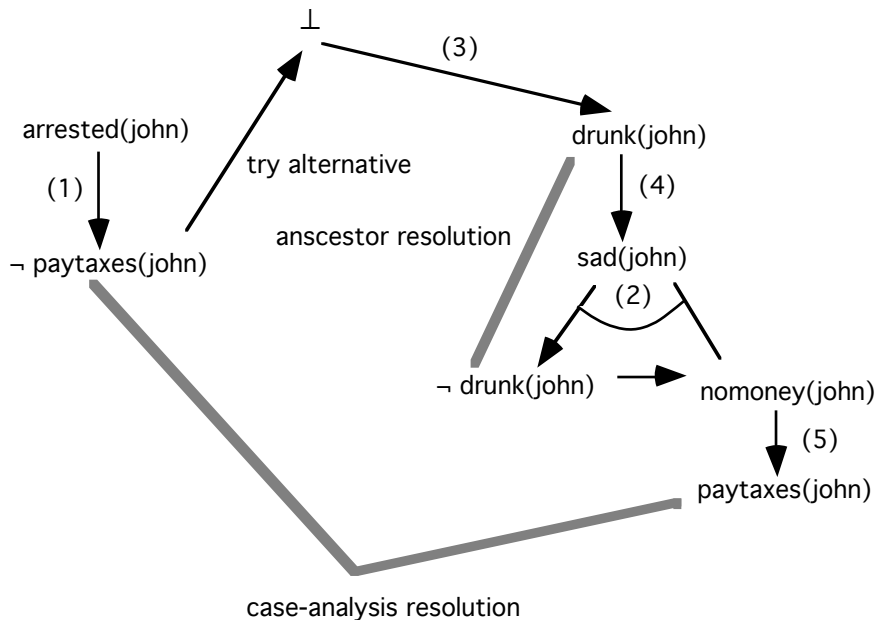 ⊥
(3)
arrested(john)
drunk(john)
try alternative
(1)
(4)
anscestor resolution
¬ paytaxes(john)
sad(john)
(2)
¬ drunk(john)
nomoney(john)
(5)
paytaxes(john)
case-analysis resolution